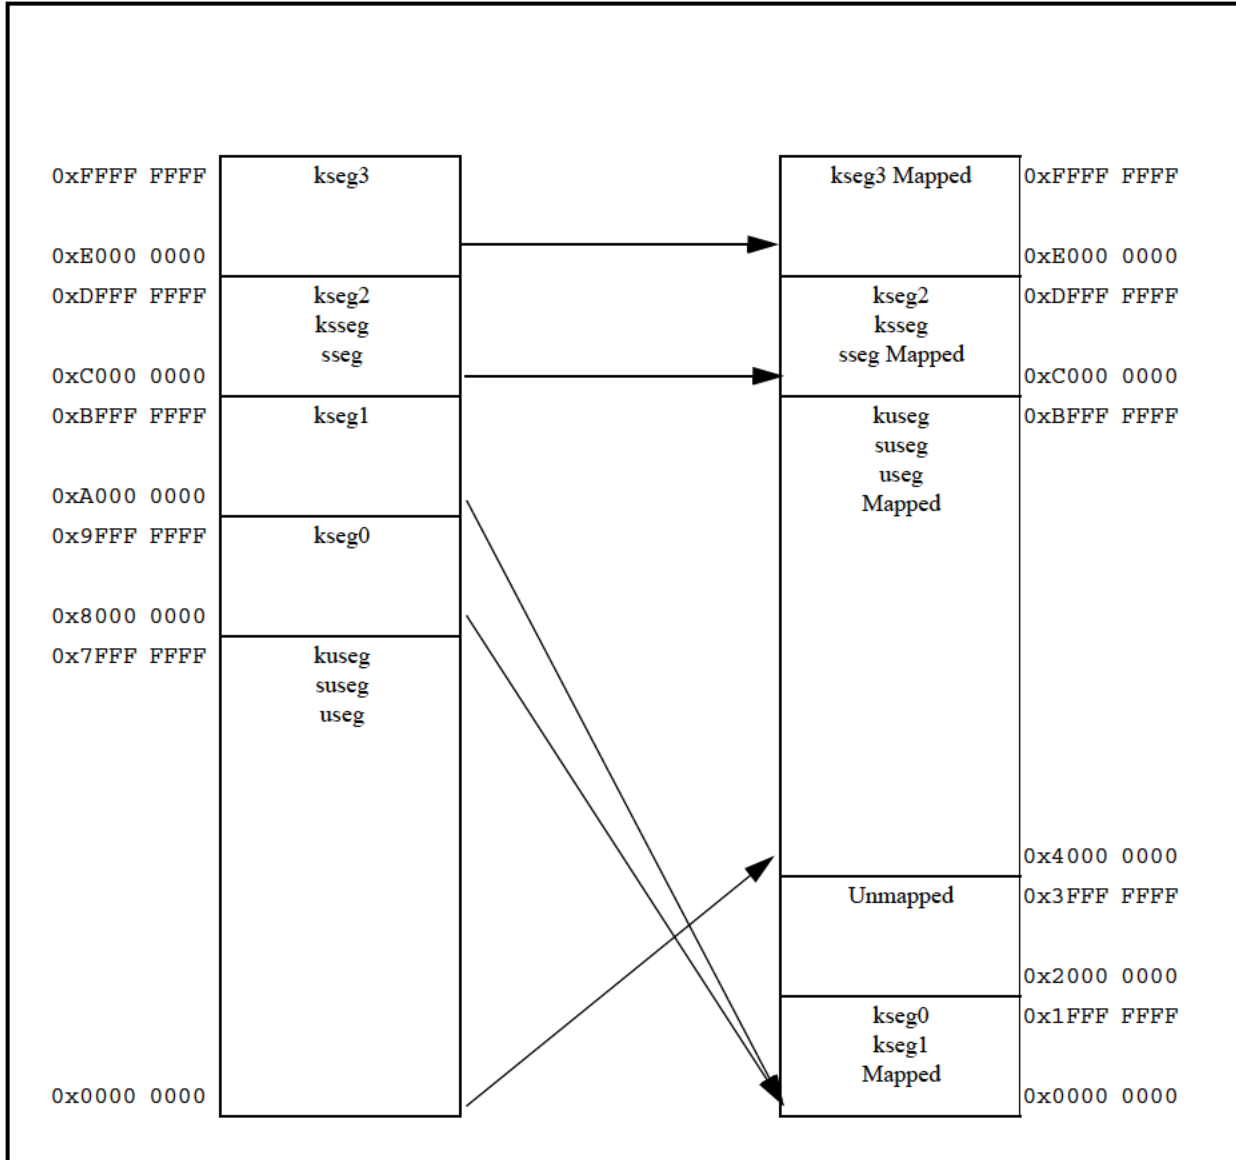 0xFFFF FFFF
kseg3
0xE000 0000
0xDFFF FFFF
kseg2
ksseg
sseg
0xC000 0000
0xBFFF FFFF
kseg1
0xA000 0000
0x9FFF FFFF
kseg0
0x8000 0000
0x7FFF FFFF
kuseg
suseg
useg
0x0000 0000
kseg3 Mapped
0xFFFF FFFF
0xE000 0000
kseg2
0xDFFF FFFF
ksseg
sseg Mapped
0xC000 0000
kuseg
0xBFFF FFFF
suseg
useg
Mapped
0x4000 0000
Unmapped
0x3FFF FFFF
0x2000 0000
kseg0
0x1FFF FFFF
kseg1
Mapped
0x0000 0000